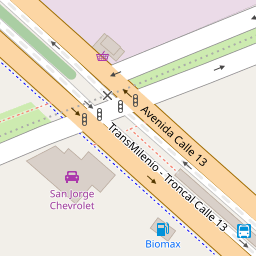 Avenida Calle 13
TransMilenio - Troncal Calle 13
San Jorge
Chevrolet
Biomax